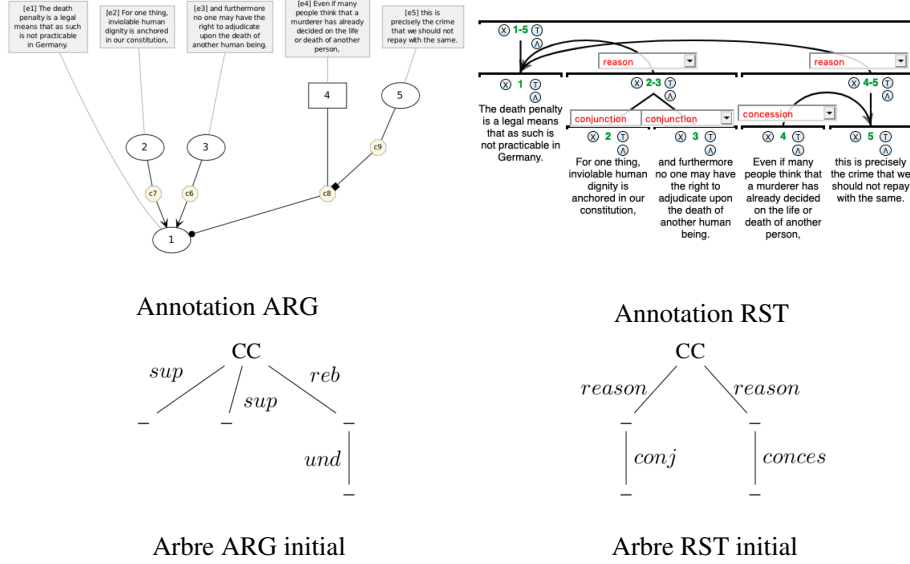 [e1] The death
penalty is a legal
means that as such
is not practicable
in Germany.
[e2] For one thing,
inviolable human
dignity is anchored
in our constitution,
[e3] and furthermore
no one may have the
right to adjudicate
upon the death of
another human being.
[e4] Even if many
people think that a
murderer has already
decided on the life
or death of another
person,
[e5] this is
precisely the crime
that we should not
repay with the same.
4
5
2
3
c9
c7
c6
c8
1
Annotation ARG
X 1-5 T
Λ
reason
reason
X 1 T
Λ
X 2-3 T
Λ
X 4-5 T
Λ
The death penalty
is a legal means
that as such is
not practicable in
Germany.
conjunction
conjunction
concession
X 2 T
Λ
X 3 T
Λ
X 4 T
Λ
X 5 T
Λ
For one thing,
inviolable human
dignity is
anchored in our
constitution,
and furthermore
no one may have
the right to
adjudicate upon
the death of
another human
being.
Even if many
people think that
a murderer has
already decided
on the life or
death of another
person,
this is precisely
the crime that we
should not repay
with the same.
Annotation RST
CC
sup
sup
reb
–
–
–
und
–
Arbre ARG initial
CC
reason
reason
–
–
conj
conces
–
–
Arbre RST initial